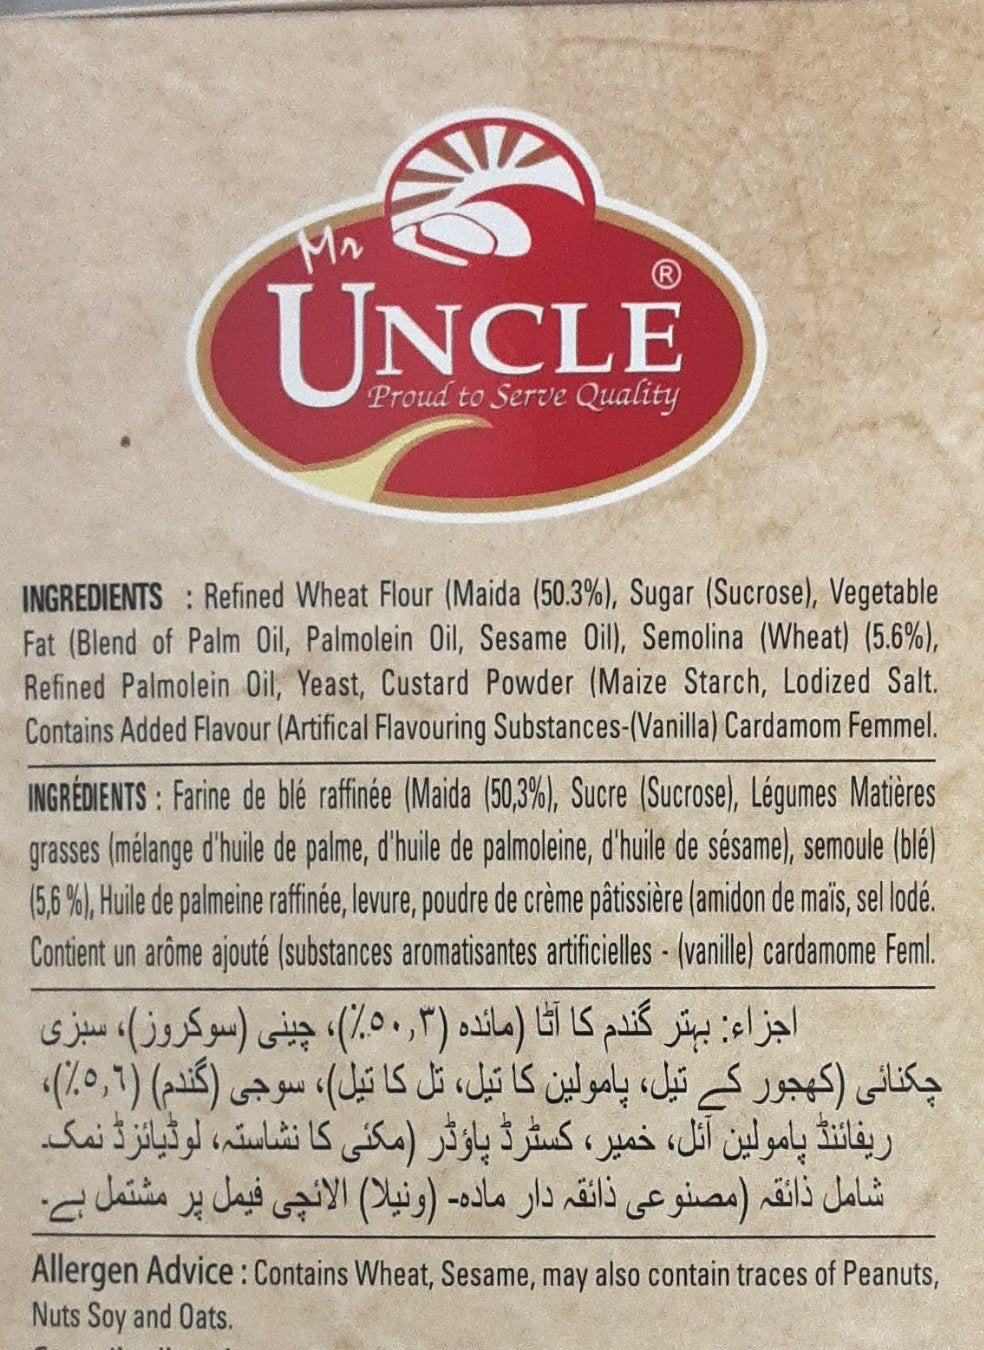 Mr
UNCLE ®
Proud to Serve Quality
INGREDIENTS : Refined Wheat Flour (Maida (50.3%), Sugar (Sucrose), Vegetable
Fat (Blend of Palm Oil, Palmolein Oil, Sesame Oil), Semolina (Wheat) (5.6%),
Refined Palmolein Oil, Yeast, Custard Powder (Maize Starch, Lodized Salt.
Contains Added Flavour (Artifical Flavouring Substances-(Vanilla) Cardamom Femmel.
INGRÉDIENTS : Farine de blé raffinée (Maida (50,3%), Sucre (Sucrose), Légumes Matières
grasses (mélange d'huile de palme, d'huile de palmoleine, d'huile de sésame), semoule (blé)
(5,6 %), Huile de palmeine raffinée, levure, poudre de crème pâtissière (amidon de maïs, sel lodé.
Contient un arôme ajouté (substances aromatisantes artificielles - (vanille) cardamome Feml.
اجزاء: بہتر گندم کا آٹا (مائدہ (٥٠,٣٪)، چینی (سوکروز)، سبزی
چکنائی (کھجور کے تیل، پامولین کا تیل، تل کا تیل)، سوجی (گندم) (٥,٦٪)،
ریفائنڈ پامولین آئل، خمیر، کسٹرڈ پاؤڈر (مکئی کا نشاستہ، لوڈیائزڈ نمک۔
شامل ذائقہ (مصنوعی ذائقہ دار مادہ- (ونیلا) الائچی فیمل پر مشتمل ہے۔
Allergen Advice : Contains Wheat, Sesame, may also contain traces of Peanuts,
Nuts Soy and Oats.